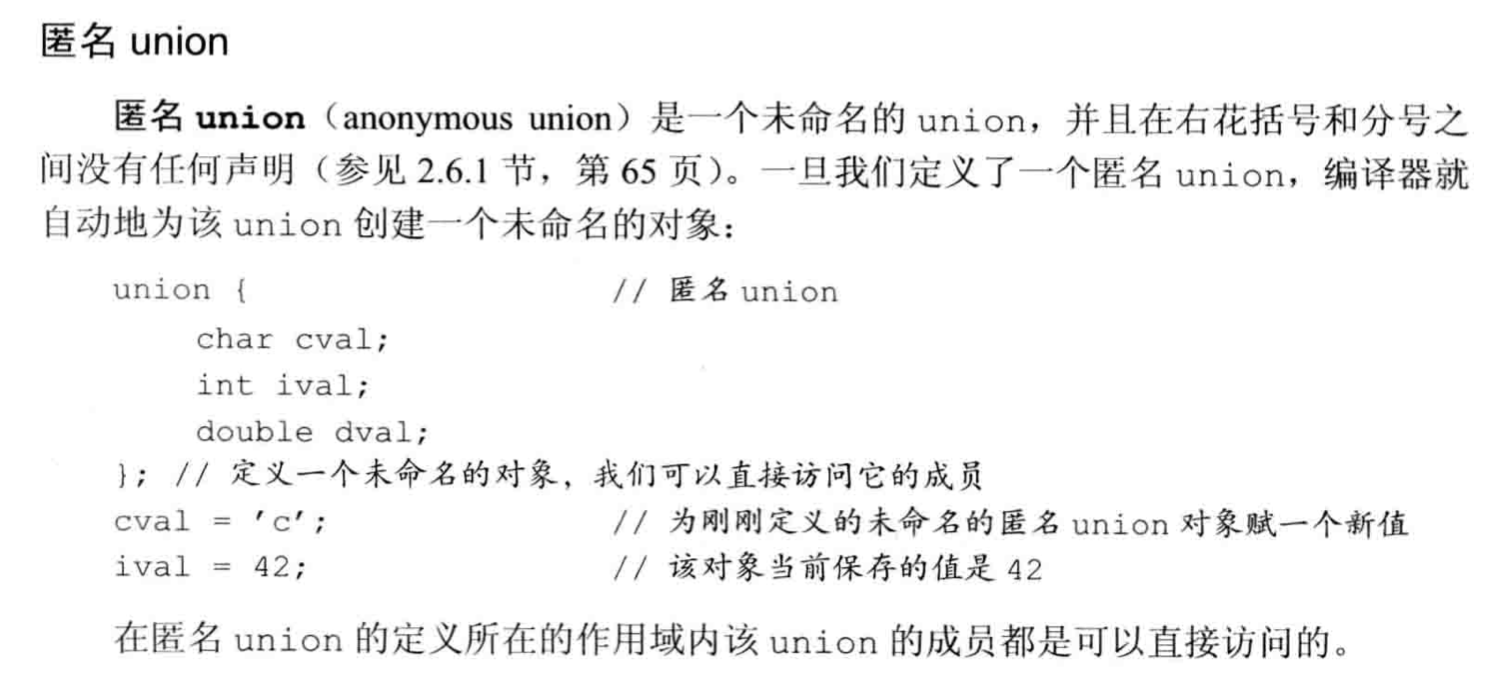 匿名 union
匿名 union（anonymous union）是一个未命名的 union，并且在右花括号和分号之
间没有任何声明（参见 2.6.1 节，第 65 页）。一旦我们定义了一个匿名 union，编译器就
自动地为该 union 创建一个未命名的对象：
union {                // 匿名 union
    char cval;
    int ival;
    double dval;
}; // 定义一个未命名的对象，我们可以直接访问它的成员
cval = 'c';            // 为刚刚定义的未命名的匿名 union 对象赋一个新值
ival = 42;             // 该对象当前保存的值是 42
在匿名 union 的定义所在的作用域内该 union 的成员都是可以直接访问的。